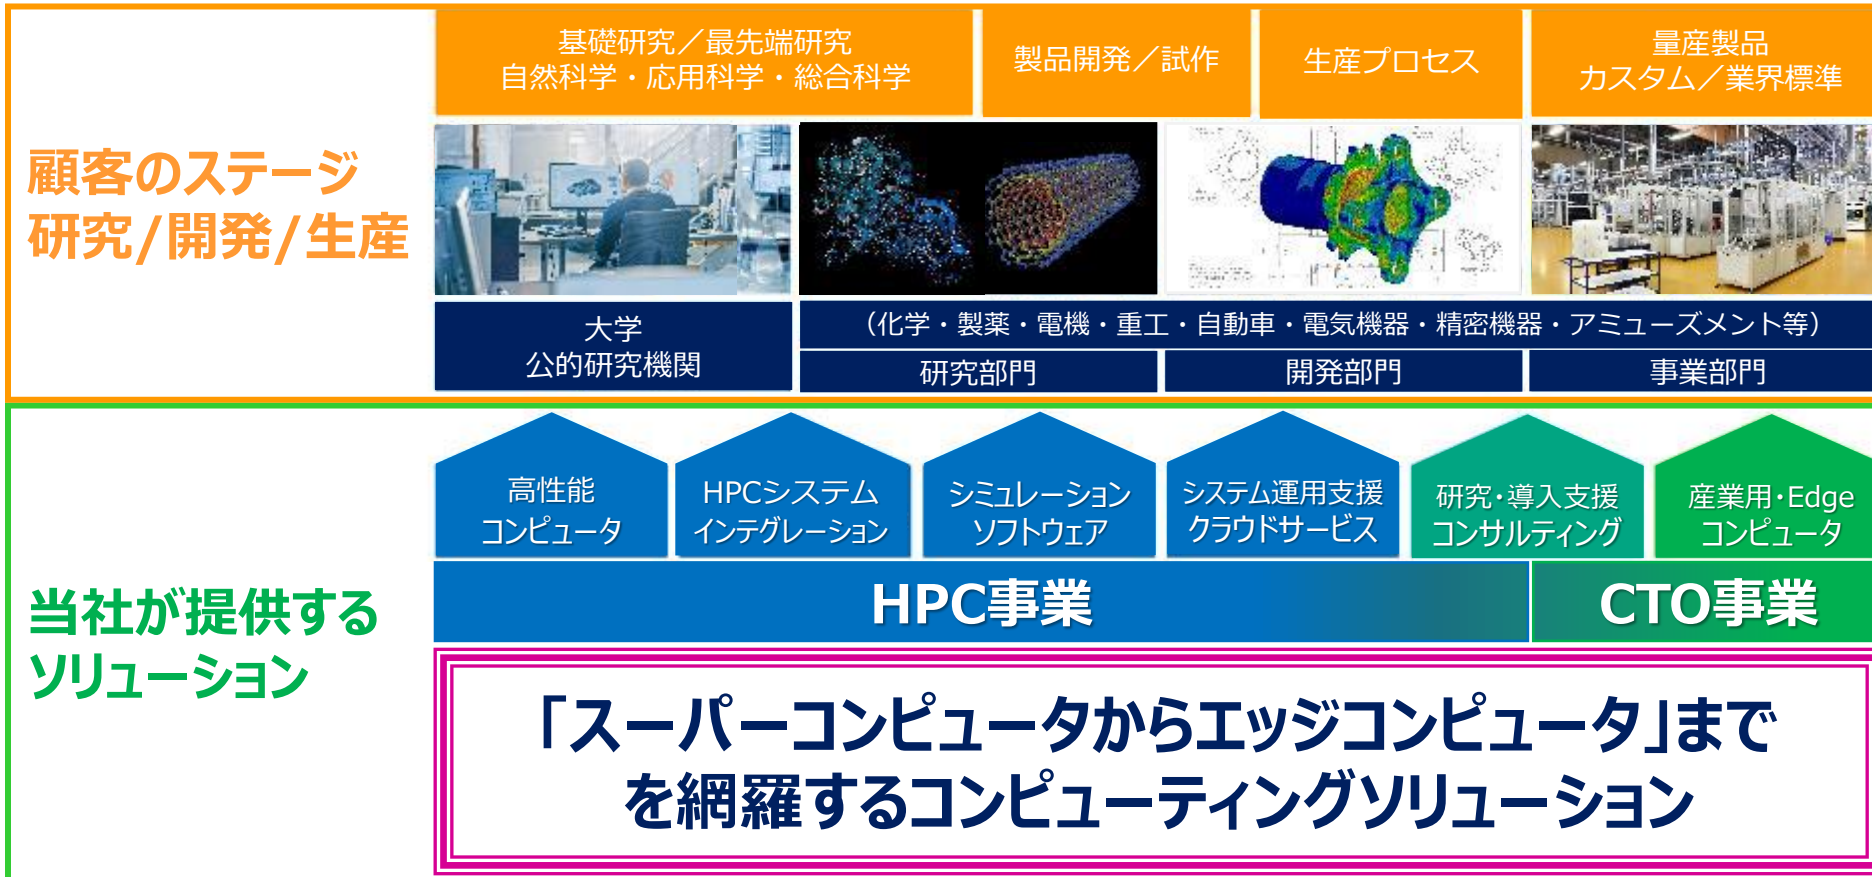 基礎研究／最先端研究
自然科学・応用科学・総合科学
製品開発／試作
生産プロセス
量産製品
カスタム／業界標準
顧客のステージ
研究/開発/生産
大学
公的研究機関
（化学・製薬・電機・重工・自動車・電気機器・精密機器・アミューズメント等）
研究部門
開発部門
事業部門
高性能
コンピュータ
HPCシステム
インテグレーション
シミュレーション
ソフトウェア
システム運用支援
クラウドサービス
研究・導入支援
コンサルティング
産業用・Edge
コンピュータ
HPC事業
CTO事業
当社が提供する
ソリューション
「スーパーコンピュータからエッジコンピュータ」まで
を網羅するコンピューティングソリューション